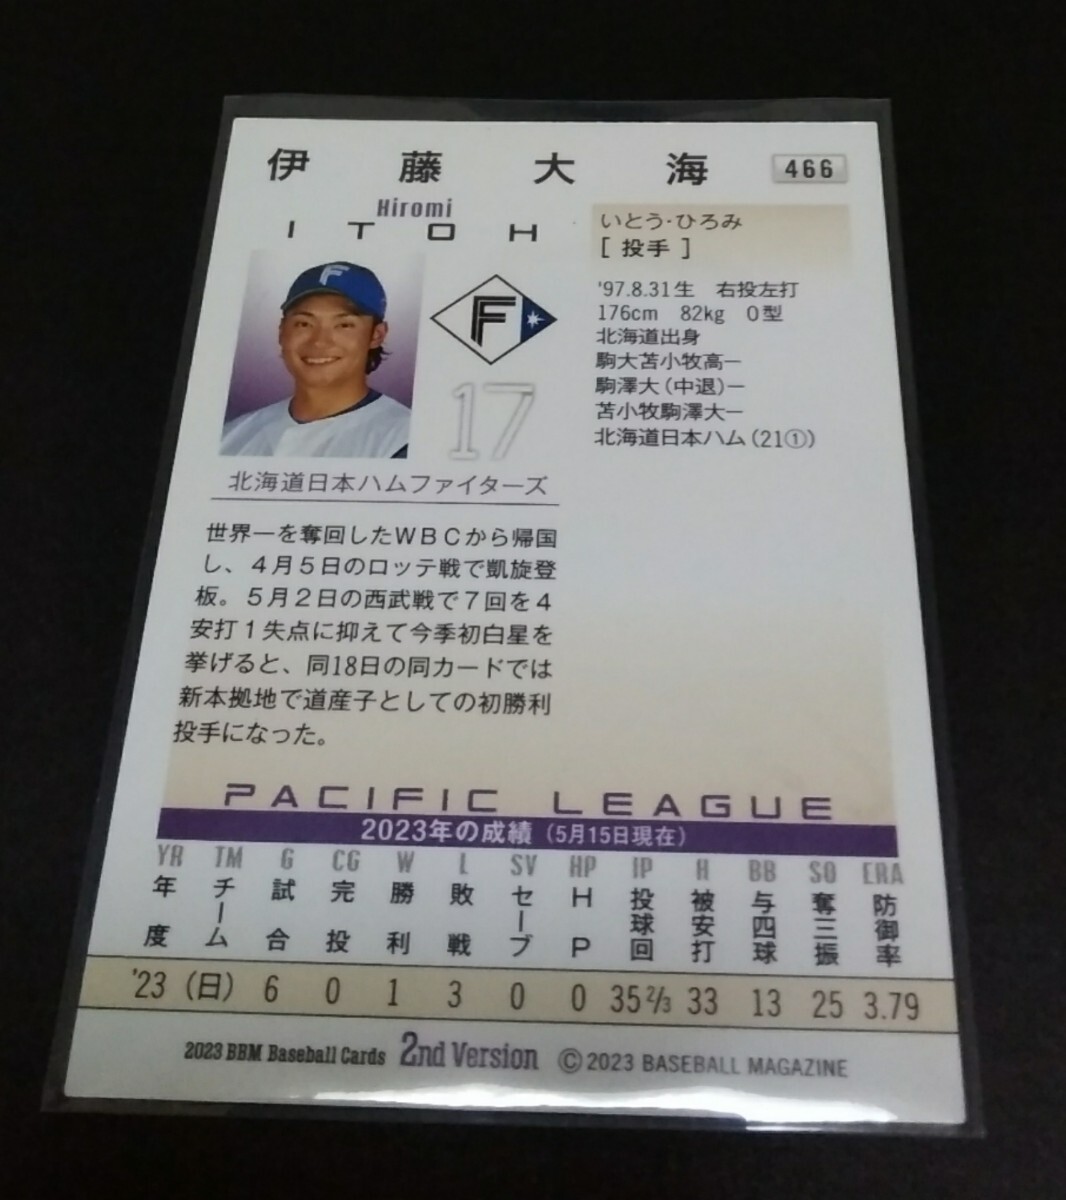 伊藤大海 466
Hiromi
ITOH
いとう・ひろみ
[ 投手 ]
'97.8.31生 右投左打
176cm 82kg O型
北海道出身
駒大苫小牧高ー
駒澤大(中退)ー
苫小牧駒澤大ー
北海道日本ハム(21①)
F
F
17
北海道日本ハムファイターズ
世界一を奪回したWBCから帰国
し、4月5日のロッテ戦で凱旋登
板。5月2日の西武戦で7回を4
安打1失点に抑えて今季初白星を
挙げると、同18日の同カードでは
新本拠地で道産子としての初勝利
投手になった。
PACIFIC LEAGUE
2023年の成績(5月15日現在)
YR TM G CG W L SV HP IP H BB SO ERA
年度 チーム 試合 完投 勝利 敗戦 セーブ HP 投球回 被安打 与四球 奪三振 防御率
'23 (日) 6 0 1 3 0 0 35 2/3 33 13 25 3.79
2023 BBM Baseball Cards 2nd Version ©2023 BASEBALL MAGAZINE